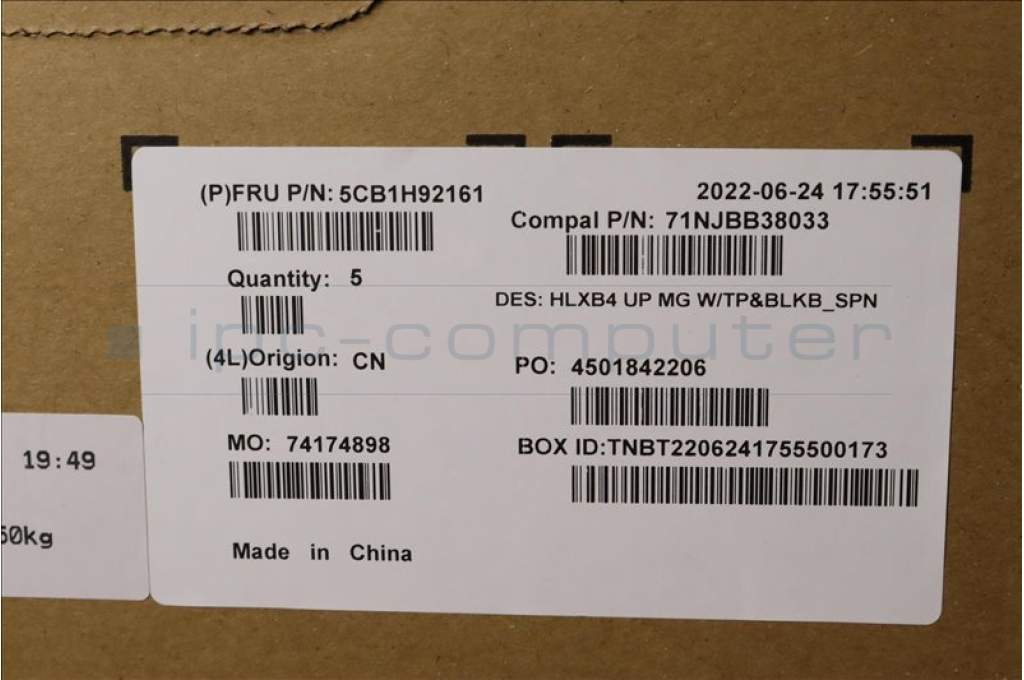 (P)FRU P/N: 5CB1H92161
2022-06-24 17:55:51
Compal P/N: 71NJBB38033
Quantity: 5
DES: HLXB4 UP MG W/TP&BLKB_SPN
ipc-computer
(4L)Origion: CN
PO: 4501842206
MO: 74174898
BOX ID:TNBT2206241755500173
Made in China
19:49
50kg